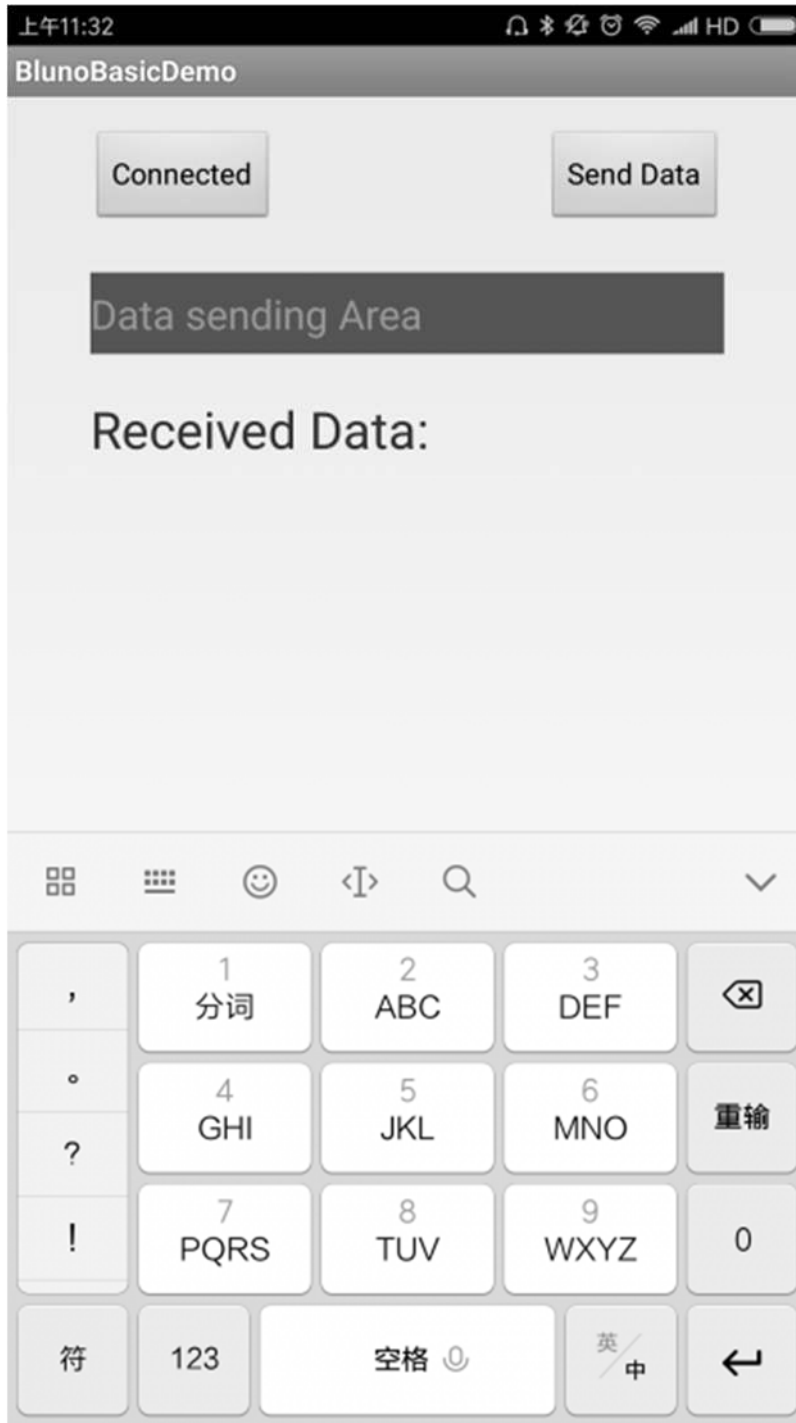 上午11:32 HD
BlunoBasicDemo
Connected Send Data
Data sending Area
Received Data:
, 1 2 3
分词 ABC DEF
。 4 5 6
GHI JKL MNO 重输
?
! 7 8 9
PQRS TUV WXYZ 0
符 123 空格 英/中